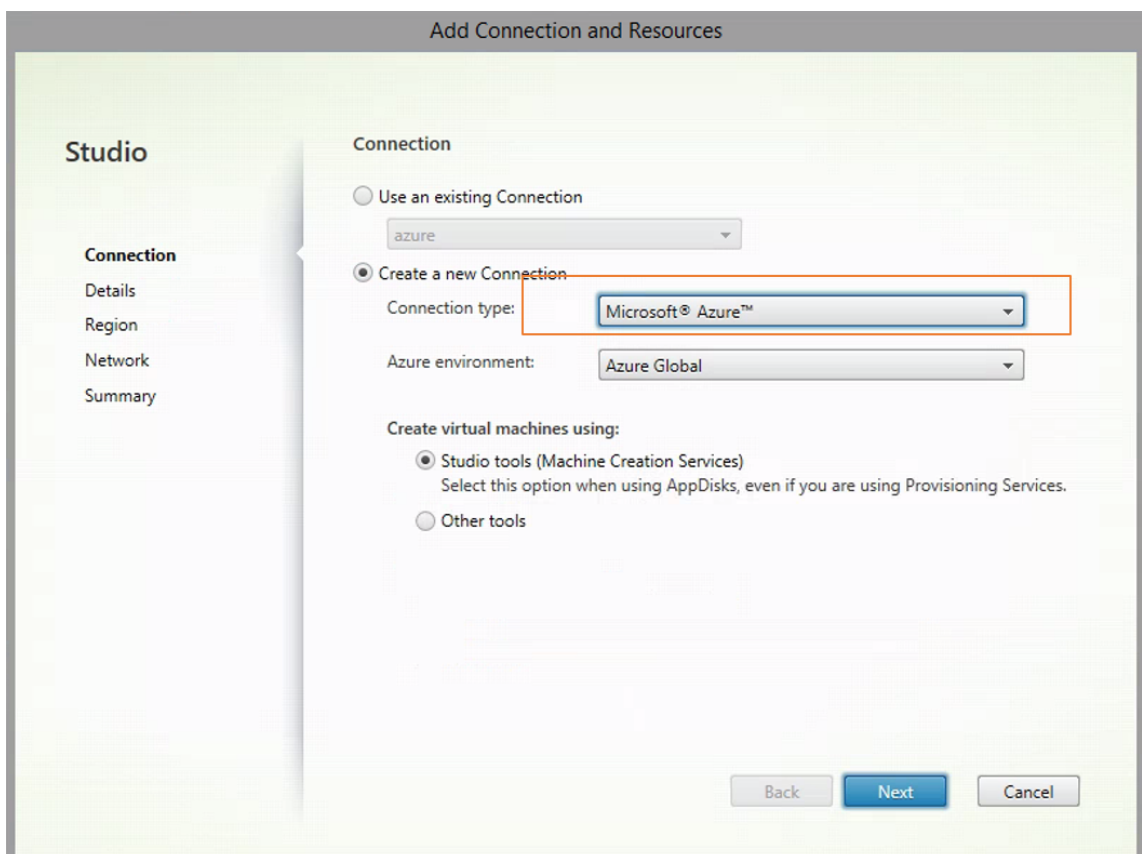 Add Connection and Resources
Studio
Connection
Details
Region
Network
Summary
Connection
Use an existing Connection
azure
Create a new Connection
Connection type:
Microsoft® Azure™
Azure environment:
Azure Global
Create virtual machines using:
Studio tools (Machine Creation Services)
Select this option when using AppDisks, even if you are using Provisioning Services.
Other tools
Back
Next
Cancel